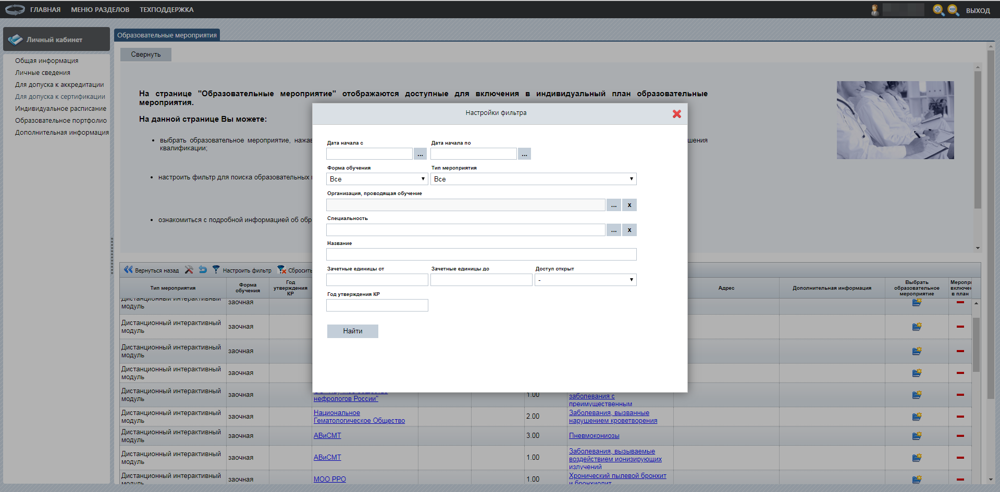 ГЛАВНАЯ МЕНЮ РАЗДЕЛОВ ТЕХПОДДЕРЖКА ВЫХОД
Личный кабинет
Общая информация
Личные сведения
Для допуска к аккредитации
Для допуска к сертификации
Индивидуальное расписание
Образовательное портфолио
Дополнительная информация
Образовательные мероприятия
Свернуть
На странице "Образовательные мероприятие" отображаются доступные для включения в индивидуальный план образовательные
мероприятия.
На данной странице Вы можете:
• выбрать образовательное мероприятие, нажав
квалификации;
• настроить фильтр для поиска образовательных
• ознакомиться с подробной информацией об обр
Настройки фильтра
Дата начала с Дата начала по
... ...
Форма обучения Тип мероприятия
Все Все
Организация, проводящая обучение
... x
Специальность
... x
Название
Зачетные единицы от Зачетные единицы до Доступ открыт
-
Год утверждения КР
Найти
Вернуться назад Настроить фильтр Сбросить
Тип мероприятия
Форма
обучения
Год
утверждения
КР
Адрес
Дополнительная информация
Выбрать
образовательное
мероприятие
Меропр
включен
в план
Дистанционный интерактивный
модуль
заочная
Дистанционный интерактивный
модуль
заочная
Дистанционный интерактивный
модуль
заочная
Дистанционный интерактивный
модуль
заочная
Дистанционный интерактивный
модуль
заочная
нефрологов России"
1.00
заболевания с
преимущественным
Дистанционный интерактивный
модуль
заочная
Национальное
Гематологическое Общество
2.00
Заболевания, вызванные
нарушением кроветворения
Дистанционный интерактивный
модуль
заочная
АВиСМТ
3.00
Пневмокониозы
Дистанционный интерактивный
модуль
заочная
АВиСМТ
1.00
Заболевания, вызываемые
воздействием ионизирующих
излучений
Дистанционный интерактивный
модуль
заочная
МОО РРО
1.00
Хронический пылевой бронхит
и бронхиолит